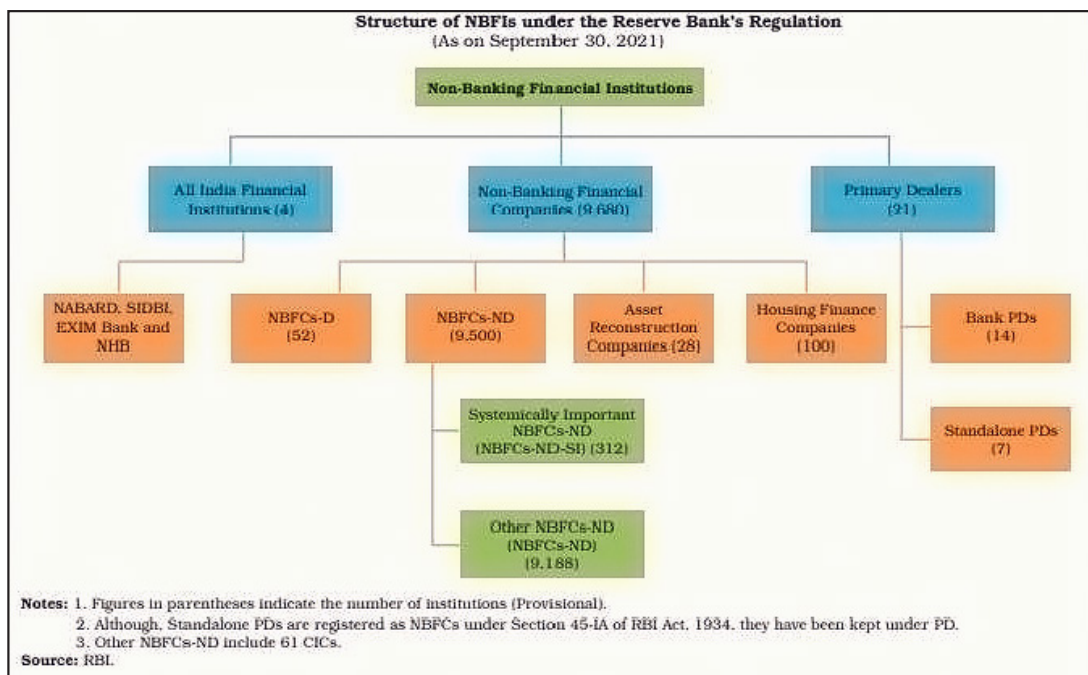 Structure of NBFIs under the Reserve Bank's Regulation
(As on September 30, 2021)
Non-Banking Financial Institutions
All India Financial
Institutions (4)
Non-Banking Financial
Companies (9,680)
Primary Dealers
(21)
NABARD, SIDBI,
EXIM Bank and
NHB
NBFCs-D
(52)
NBFCs-ND
(9,500)
Asset
Reconstruction
Companies (28)
Housing Finance
Companies
(100)
Bank PDs
(14)
Systemically Important
NBFCs-ND
(NBFCs-ND-SI) (312)
Standalone PDs
(7)
Other NBFCs-ND
(NBFCs-ND)
(9,188)
Notes: 1. Figures in parentheses indicate the number of institutions (Provisional).
2. Although, Standalone PDs are registered as NBFCs under Section 45-IA of RBI Act, 1934, they have been kept under PD.
3. Other NBFCs-ND include 61 CICs.
Source: RBI.